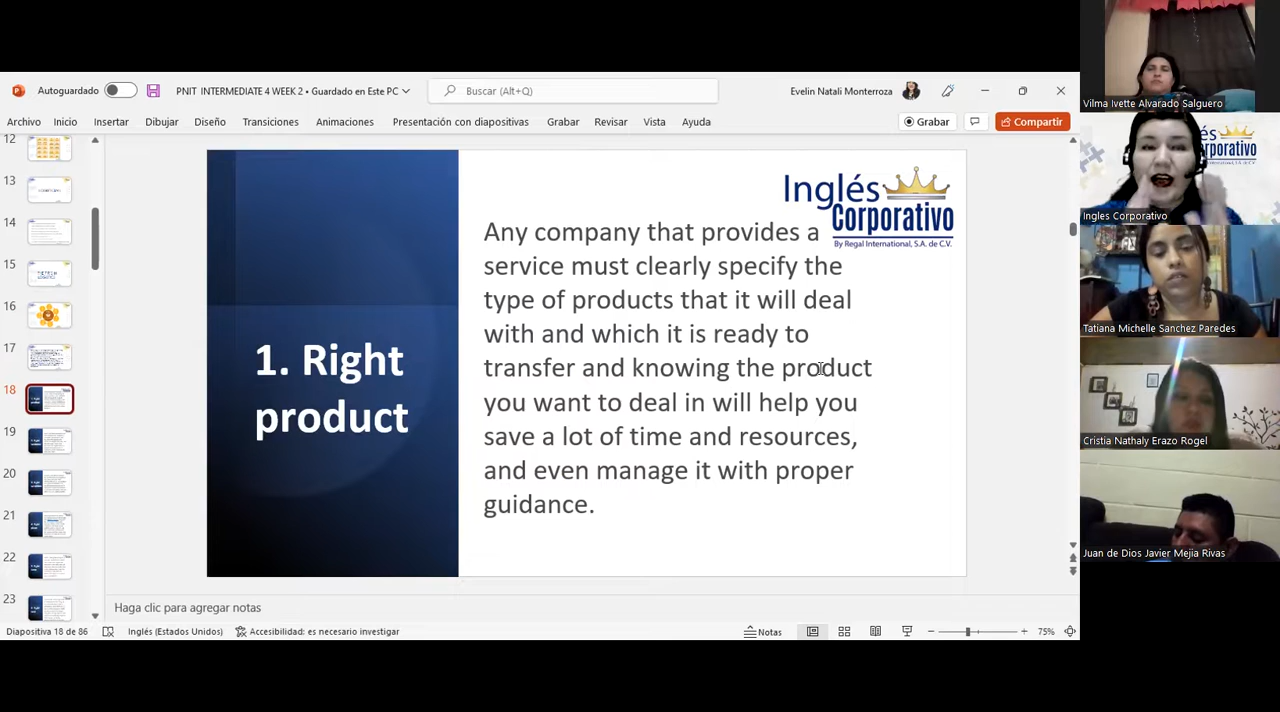 Autoguardado
PNIT INTERMEDIATE 4 WEEK 2 • Guardado en Este PC
Buscar (Alt+Q)
Evelin Natali Monterroza
Archivo Inicio Insertar Dibujar Diseño Transiciones Animaciones Presentación con diapositivas Grabar Revisar Vista Ayuda
Grabar
Compartir
12
13
14
15
16
17
18
19
20
21
22
23
1. Right
product
Inglés
Corporativo
By Regal International, S.A. de C.V.
Any company that provides a
service must clearly specify the
type of products that it will deal
with and which it is ready to
transfer and knowing the product
you want to deal in will help you
save a lot of time and resources,
and even manage it with proper
guidance.
Haga clic para agregar notas
Diapositiva 18 de 86
Inglés (Estados Unidos)
Accesibilidad: es necesario investigar
Notas
75%
Vilma Ivette Alvarado Salguero
Ingles Corporativo
Tatiana Michelle Sanchez Paredes
Cristia Nathaly Erazo Rogel
Juan de Dios Javier Mejia Rivas